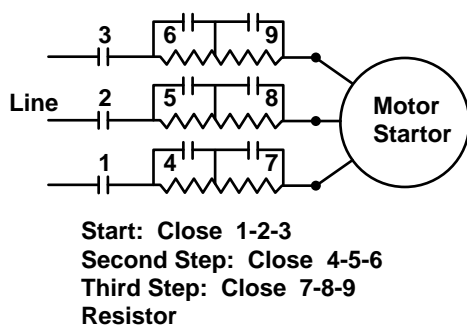 3 6 9
Line 2 5 8 Motor
Startor
1 4 7
Start: Close 1-2-3
Second Step: Close 4-5-6
Third Step: Close 7-8-9
Resistor